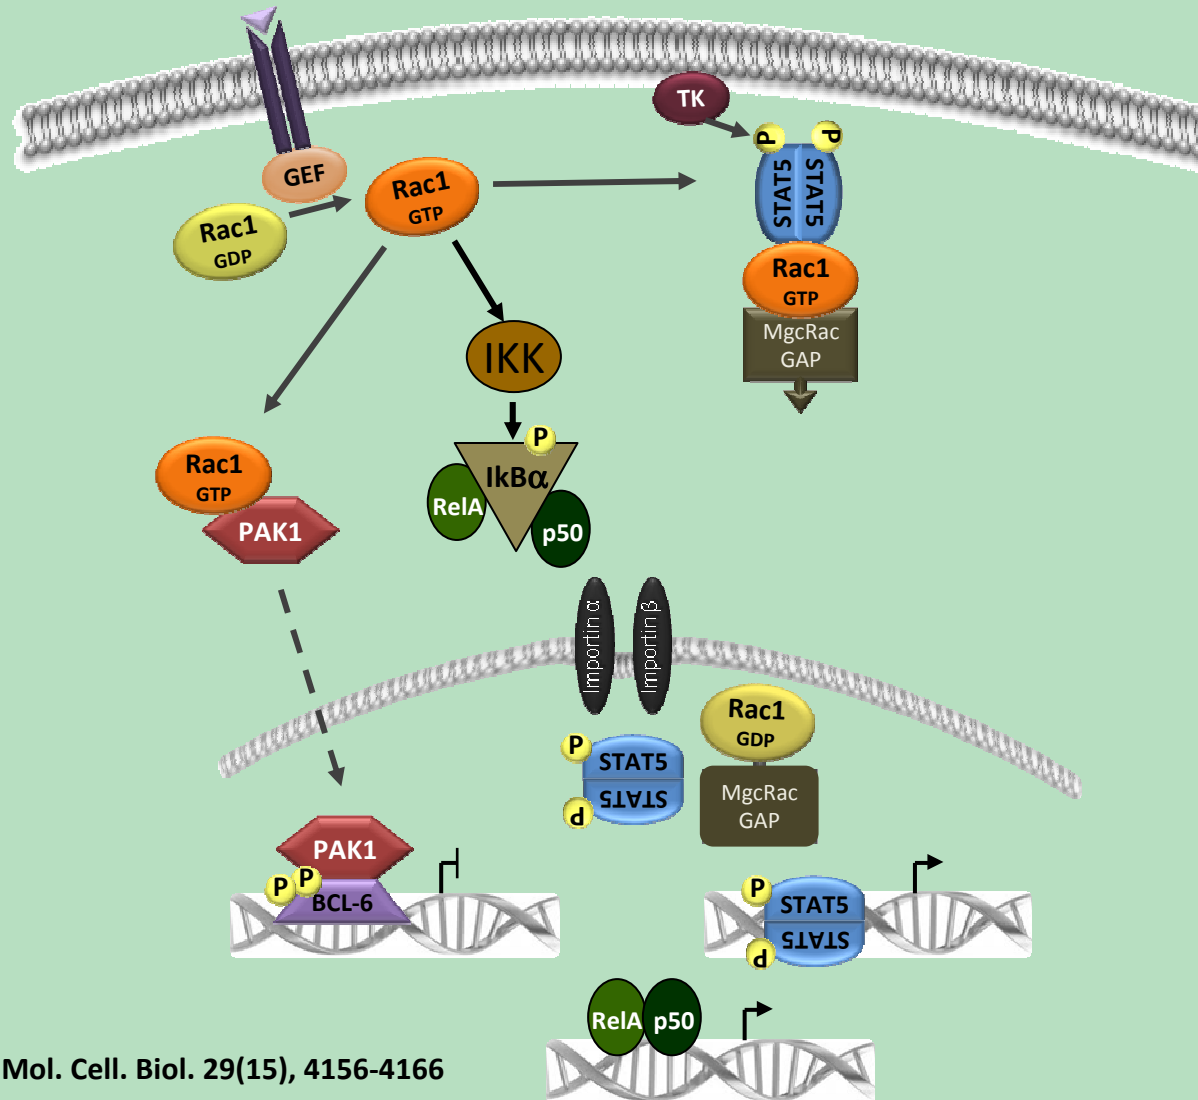 TK
P
P
GEF
Rac1
GTP
Rac1
GDP
STAT5
STAT5
Rac1
GTP
MgcRac
GAP
IKK
P
IkBα
RelA
p50
Rac1
GTP
PAK1
Importin α
Importin β
Rac1
GDP
P
STAT5
STAT5
P
MgcRac
GAP
PAK1
P
P
BCL-6
P
STAT5
STAT5
P
RelA
p50
Mol. Cell. Biol. 29(15), 4156-4166